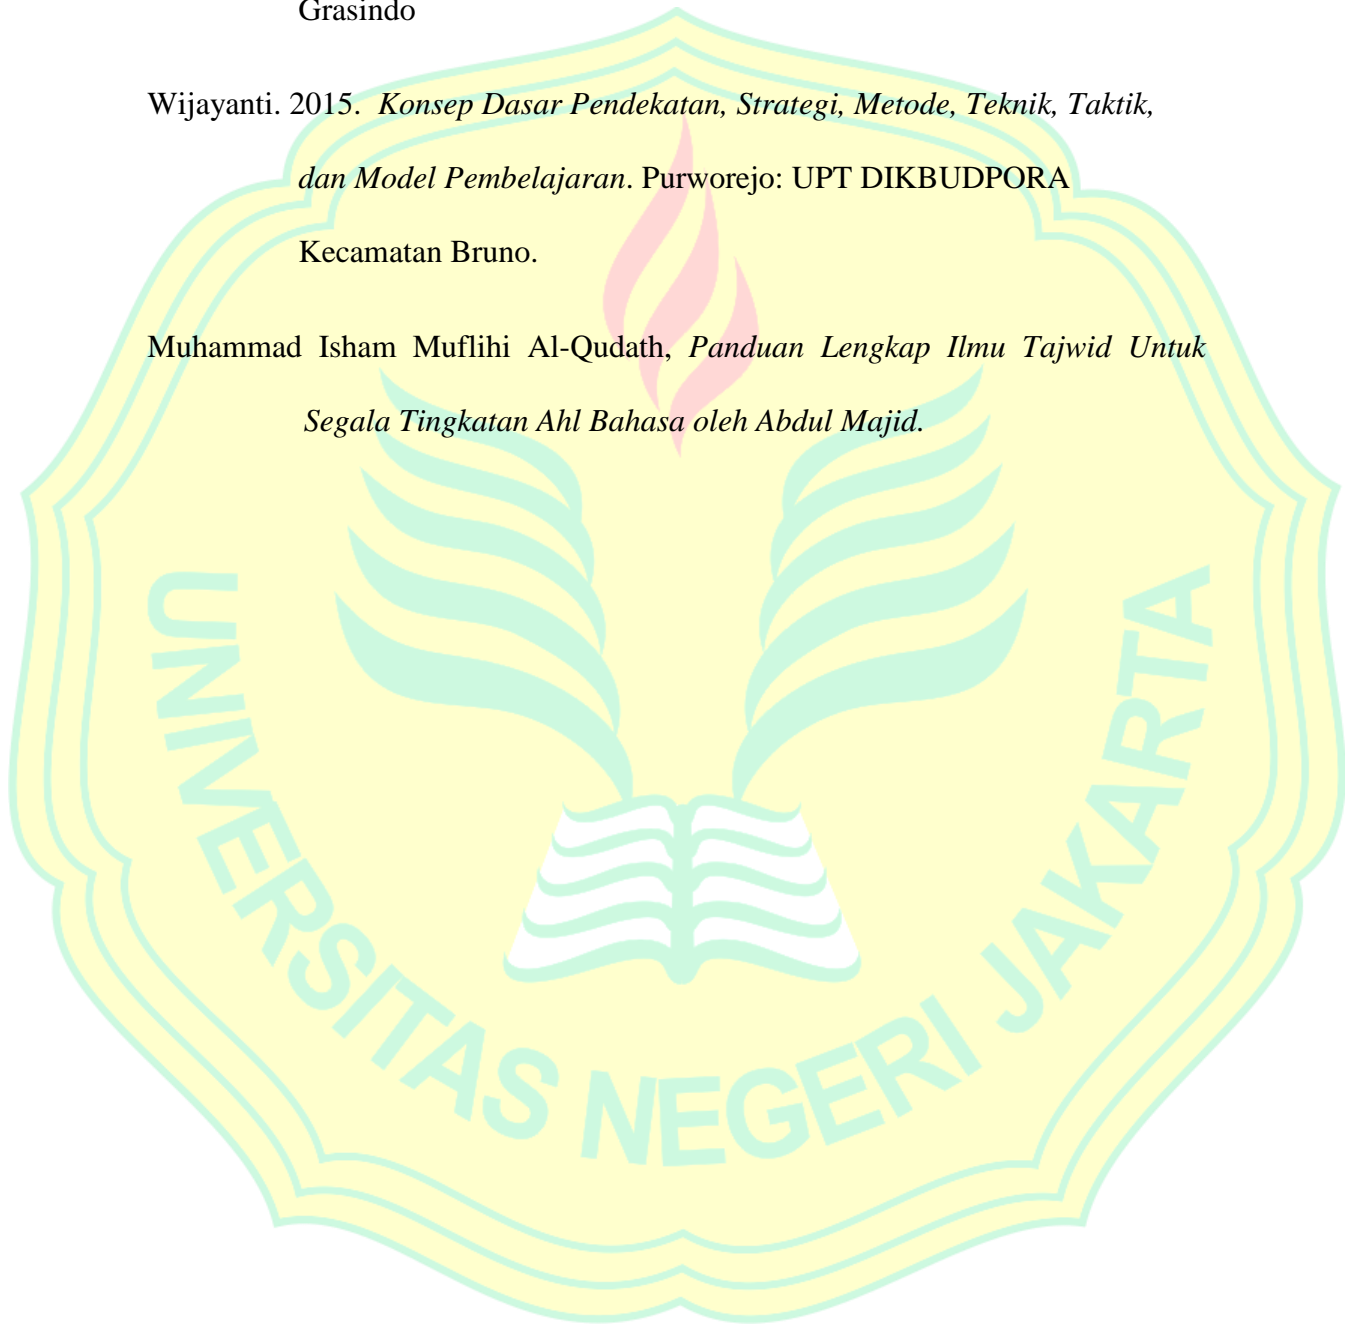 Grasindo
Wijayanti. 2015. Konsep Dasar Pendekatan, Strategi, Metode, Teknik, Taktik,
dan Model Pembelajaran. Purworejo: UPT DIKBUDPORA
Kecamatan Bruno.
Muhammad Isham Muflihi Al-Qudath, Panduan Lengkap Ilmu Tajwid Untuk
Segala Tingkatan Ahl Bahasa oleh Abdul Majid.
UNIVERSITAS NEGERI JAKARTA